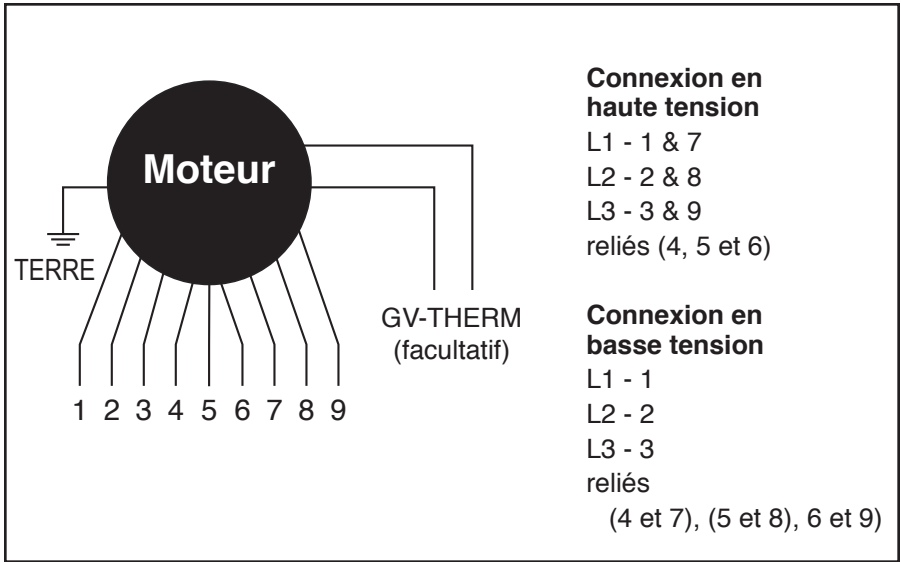 Moteur
TERRE
1 2 3 4 5 6 7 8 9
GV-THERM
(facultatif)
Connexion en
haute tension
L1 - 1 & 7
L2 - 2 & 8
L3 - 3 & 9
reliés (4, 5 et 6)
Connexion en
basse tension
L1 - 1
L2 - 2
L3 - 3
reliés
(4 et 7), (5 et 8), 6 et 9)